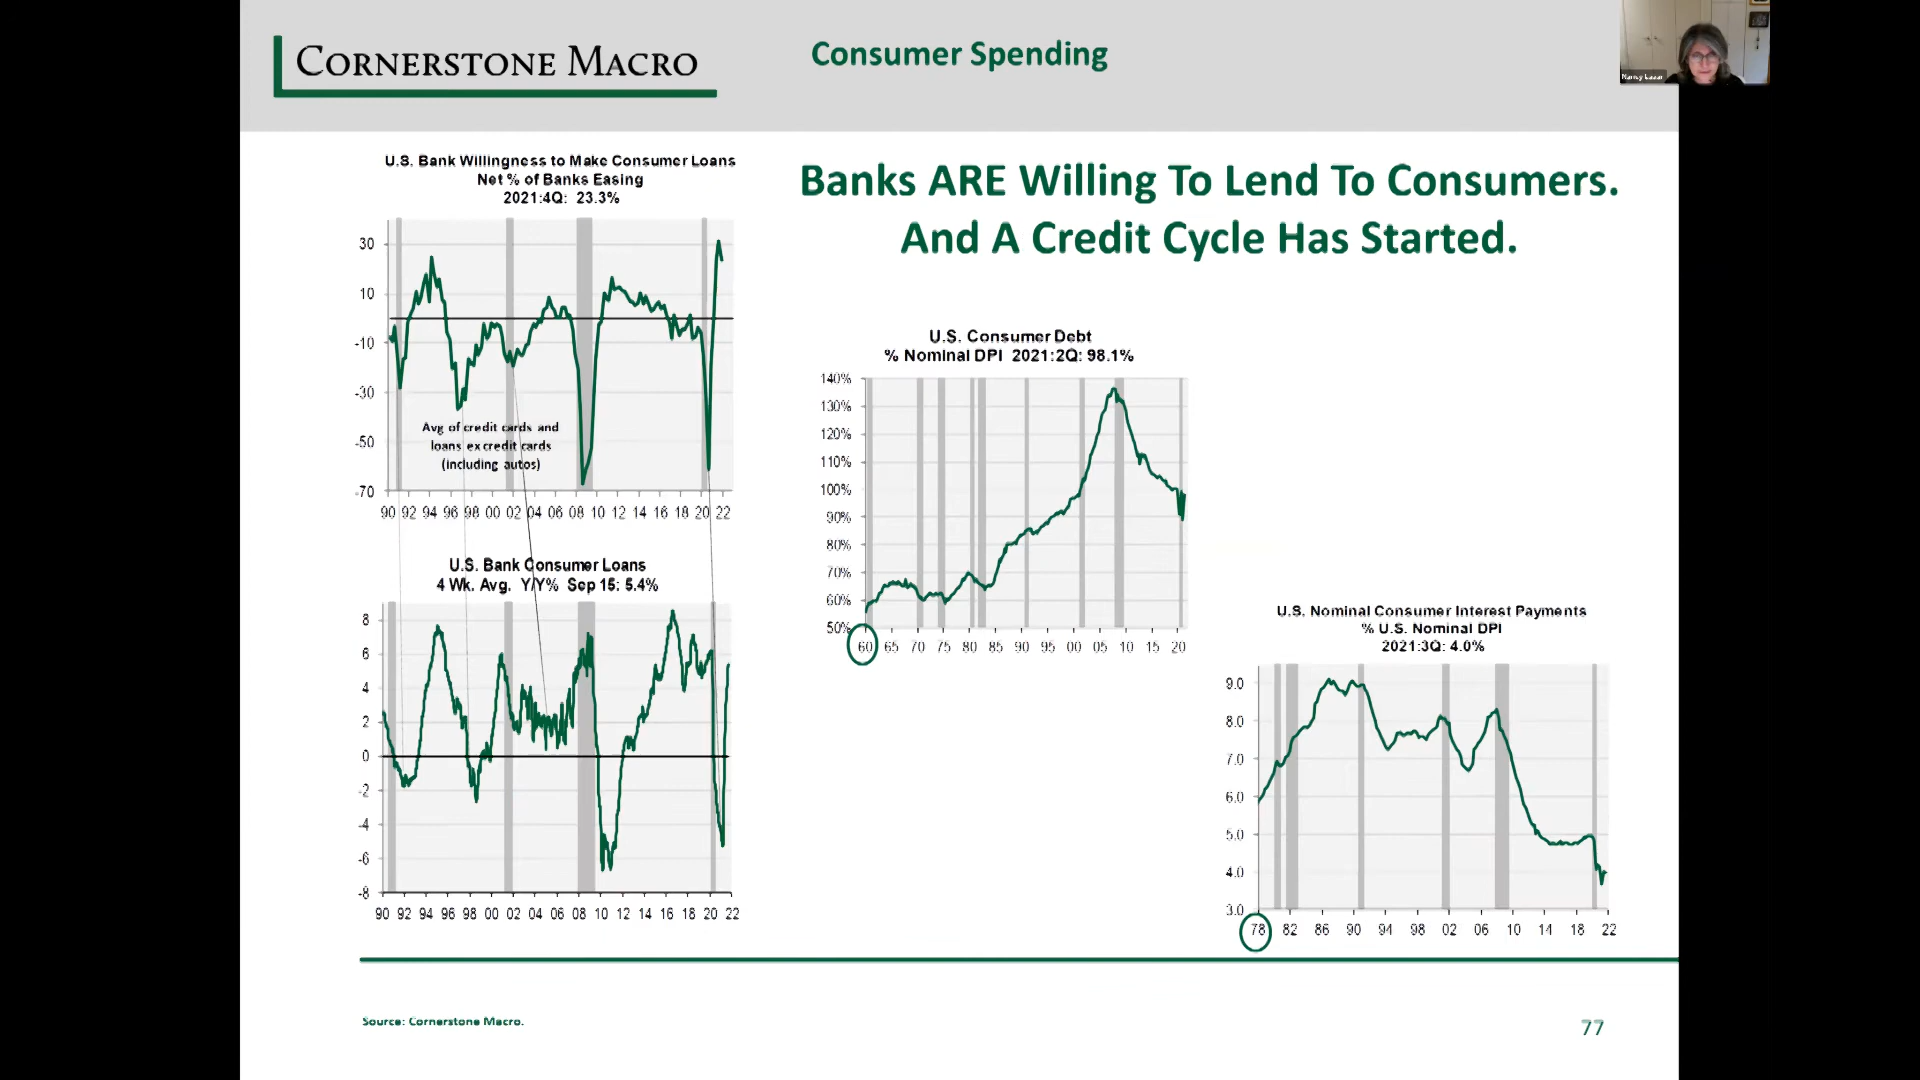 CORNERSTONE MACRO
Consumer Spending
Nancy Lazar
Banks ARE Willing To Lend To Consumers.
And A Credit Cycle Has Started.
U.S. Bank Willingness to Make Consumer Loans
Net % of Banks Easing
2021:4Q: 23.3%
30
10
-10
-30
-50
-70
Avg of credit cards and
loans ex credit cards
(including autos)
90 92 94 96 98 00 02 04 06 08 10 12 14 16 18 20 22
U.S. Bank Consumer Loans
4 Wk. Avg. Y/Y% Sep 15: 5.4%
8
6
4
2
0
-2
-4
-6
-8
90 92 94 96 98 00 02 04 06 08 10 12 14 16 18 20 22
U.S. Consumer Debt
% Nominal DPI 2021:2Q: 98.1%
140%
130%
120%
110%
100%
90%
80%
70%
60%
50%
60 65 70 75 80 85 90 95 00 05 10 15 20
U.S. Nominal Consumer Interest Payments
% U.S. Nominal DPI
2021:3Q: 4.0%
9.0
8.0
7.0
6.0
5.0
4.0
3.0
78 82 86 90 94 98 02 06 10 14 18 22
Source: Cornerstone Macro.
77